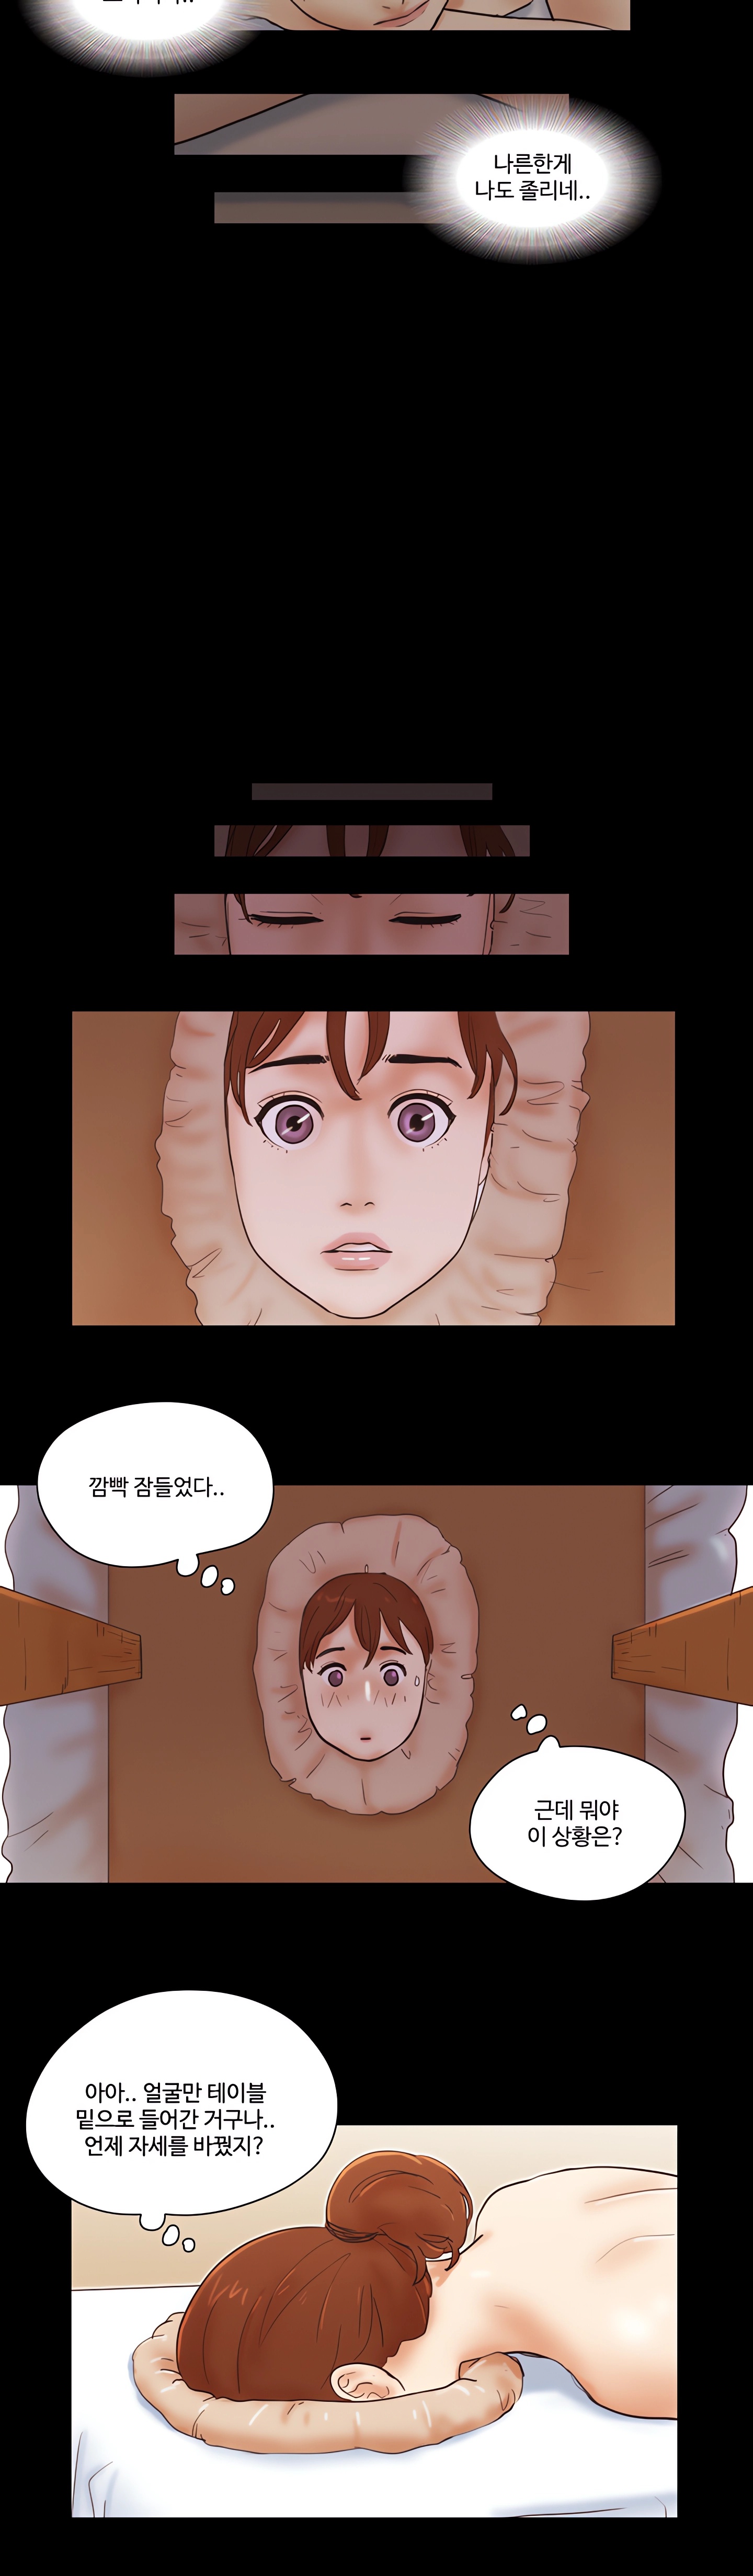 나른한게
나도 졸리네..
깜빡 잠들었다..
근데 뭐야
이 상황은?
아아.. 얼굴만 테이블
밑으로 들어간 거구나..
언제 자세를 바꿨지?